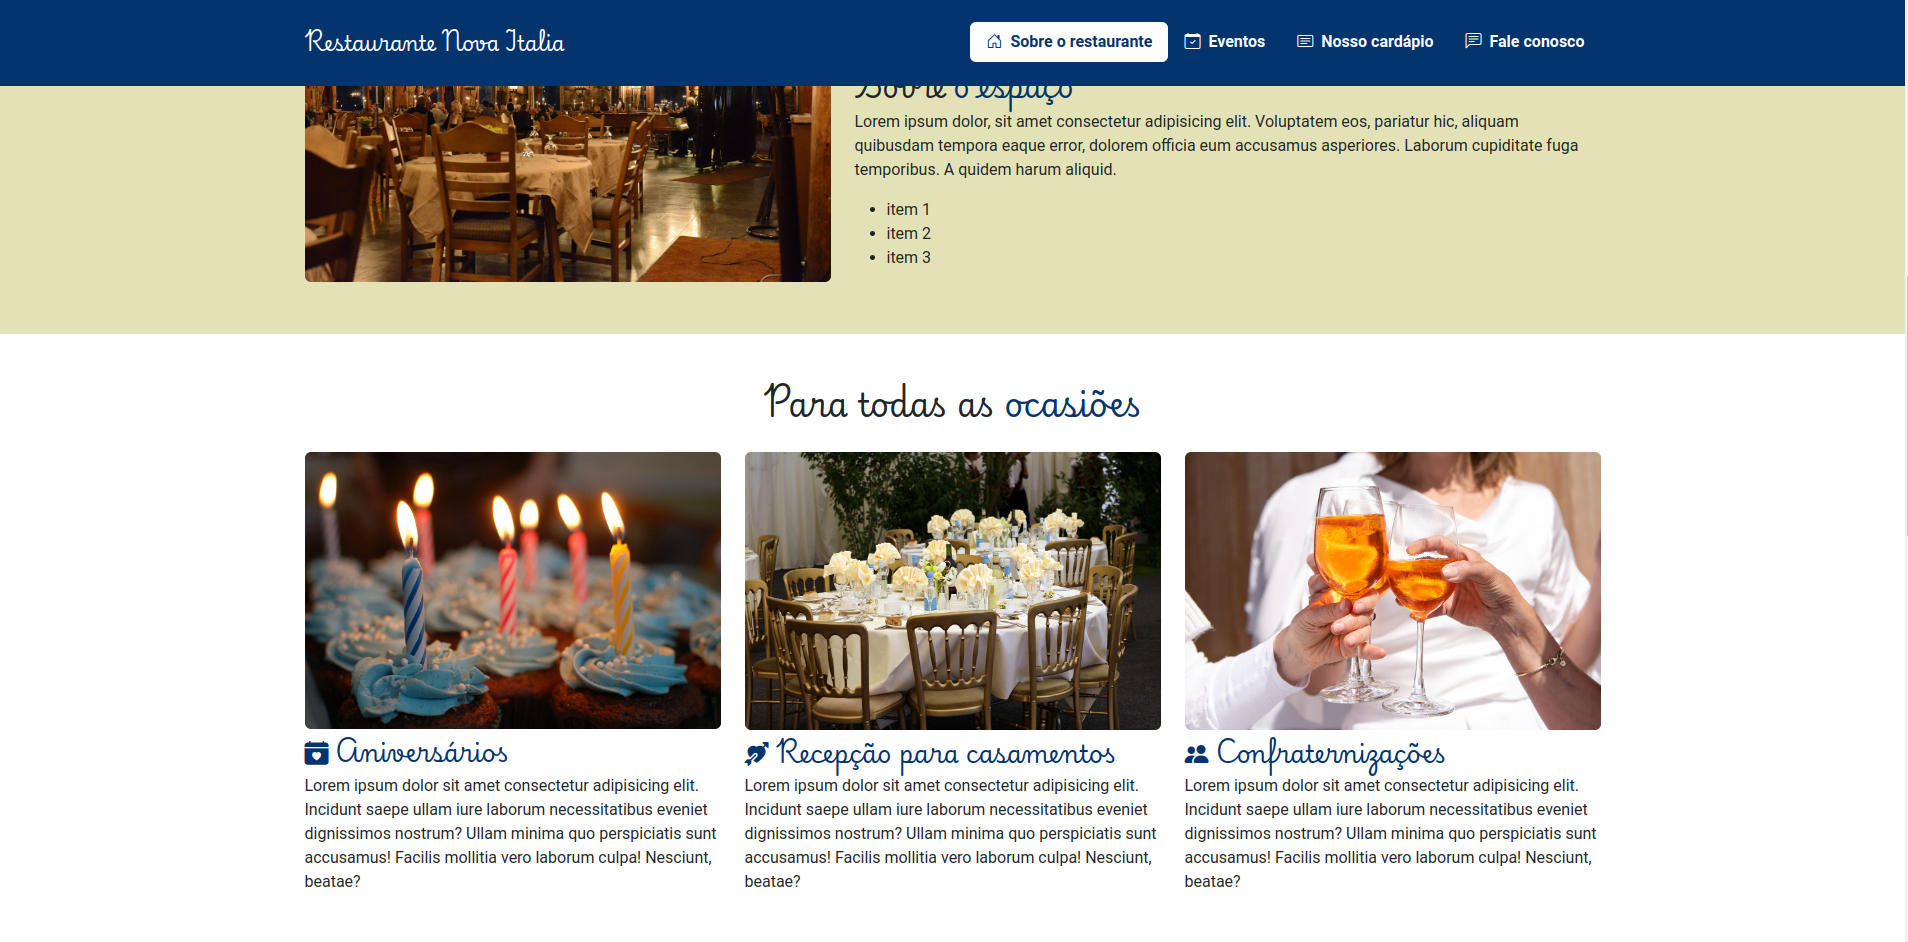 Restaurante Nova Italia
Sobre o restaurante
Eventos
Nosso cardápio
Fale conosco
Sobre o espaço
Lorem ipsum dolor, sit amet consectetur adipisicing elit. Voluptatem eos, pariatur hic, aliquam
quibusdam tempora eaque error, dolorem officia eum accusamus asperiores. Laborum cupiditate fuga
temporibus. A quidem harum aliquid.
• item 1
• item 2
• item 3
Para todas as ocasiões
Aniversários
Lorem ipsum dolor sit amet consectetur adipisicing elit.
Incidunt saepe ullam iure laborum necessitatibus eveniet
dignissimos nostrum? Ullam minima quo perspiciatis sunt
accusamus! Facilis mollitia vero laborum culpa! Nesciunt,
beatae?
Recepção para casamentos
Lorem ipsum dolor sit amet consectetur adipisicing elit.
Incidunt saepe ullam iure laborum necessitatibus eveniet
dignissimos nostrum? Ullam minima quo perspiciatis sunt
accusamus! Facilis mollitia vero laborum culpa! Nesciunt,
beatae?
Confraternizações
Lorem ipsum dolor sit amet consectetur adipisicing elit.
Incidunt saepe ullam iure laborum necessitatibus eveniet
dignissimos nostrum? Ullam minima quo perspiciatis sunt
accusamus! Facilis mollitia vero laborum culpa! Nesciunt,
beatae?